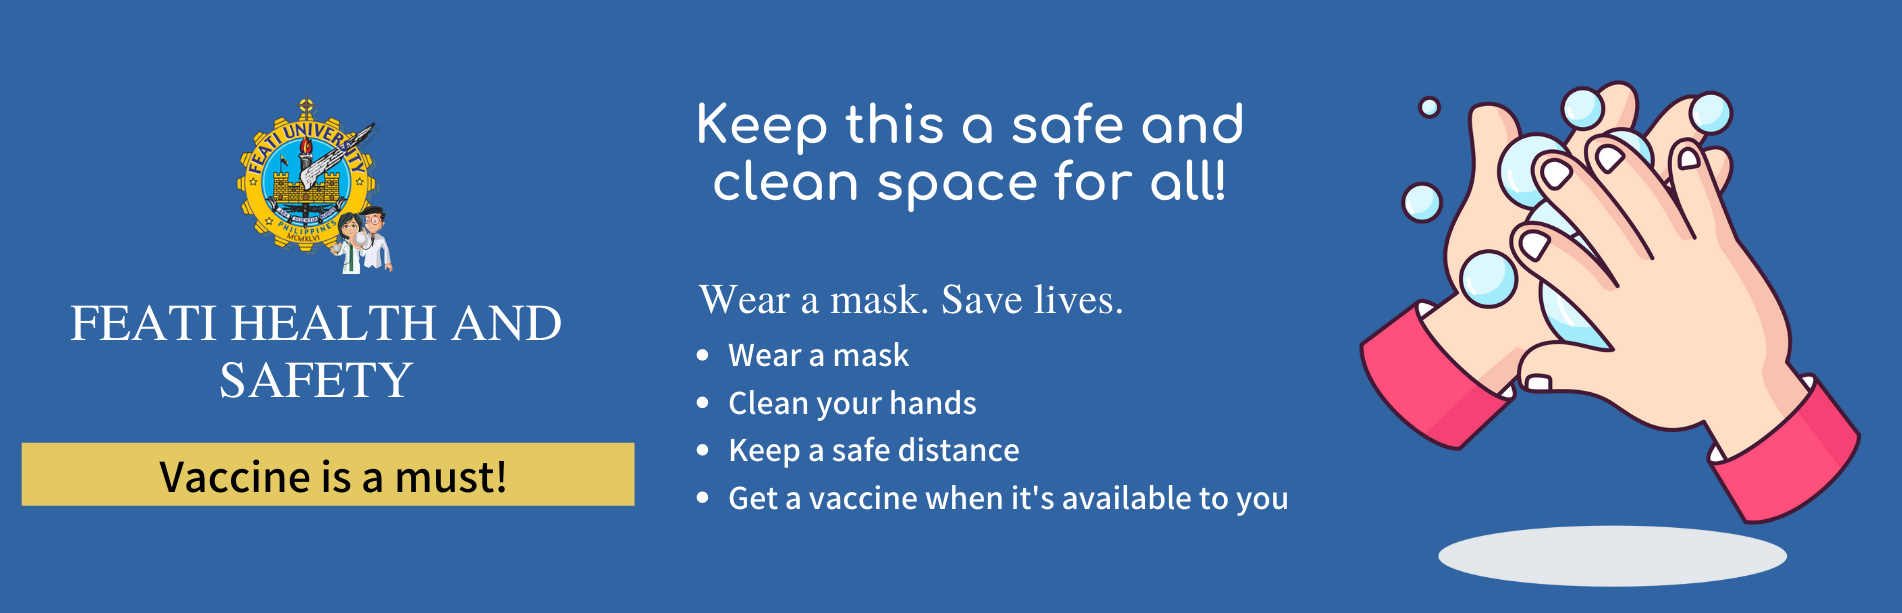 FEATI UNIVERSITY
PHILIPPINES
MCMXLVI
FEATI HEALTH AND
SAFETY
Vaccine is a must!
Keep this a safe and
clean space for all!
Wear a mask. Save lives.
• Wear a mask
• Clean your hands
• Keep a safe distance
• Get a vaccine when it's available to you